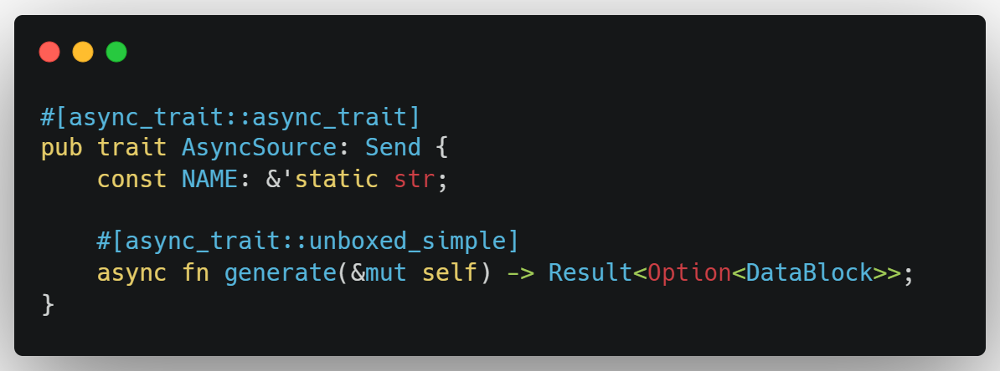 #[async_trait::async_trait]
pub trait AsyncSource: Send {
    const NAME: &'static str;

    #[async_trait::unboxed_simple]
    async fn generate(&mut self) -> Result<Option<DataBlock>>;
}